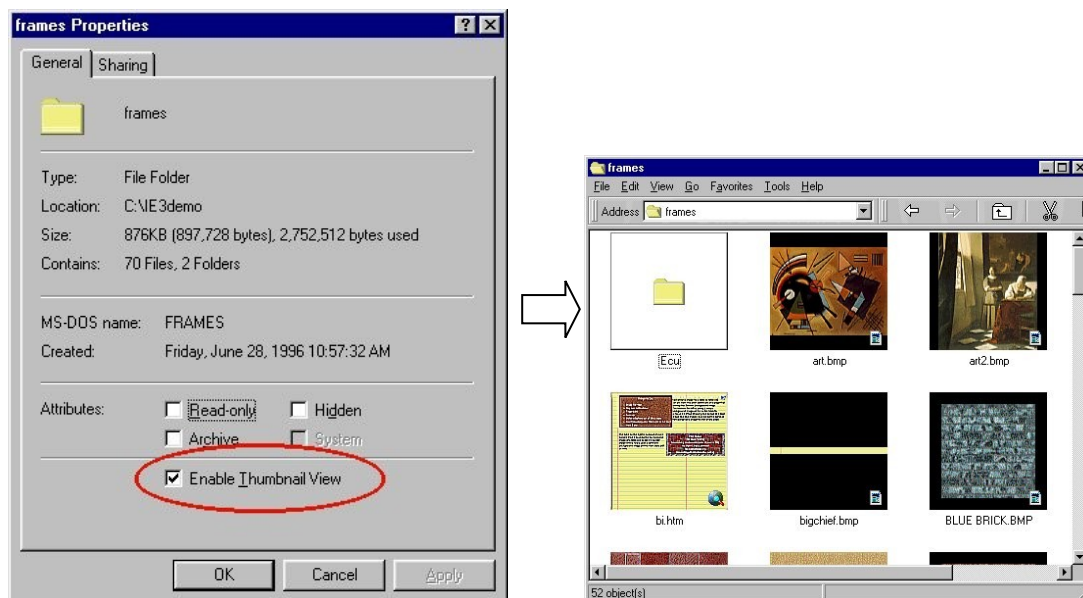 frames Properties
General Sharing
frames
Type: File Folder
Location: C:\IE3demo
Size: 876KB (897,728 bytes), 2,752,512 bytes used
Contains: 70 Files, 2 Folders
MS-DOS name: FRAMES
Created: Friday, June 28, 1996 10:57:32 AM
Attributes: Read-only Hidden
Archive System
Enable Thumbnail View
OK Cancel Apply
frames
File Edit View Go Favorites Tools Help
Address frames
Ecu art.bmp art2.bmp
bi.htm bigchief.bmp BLUE BRICK.BMP
52 object(s)